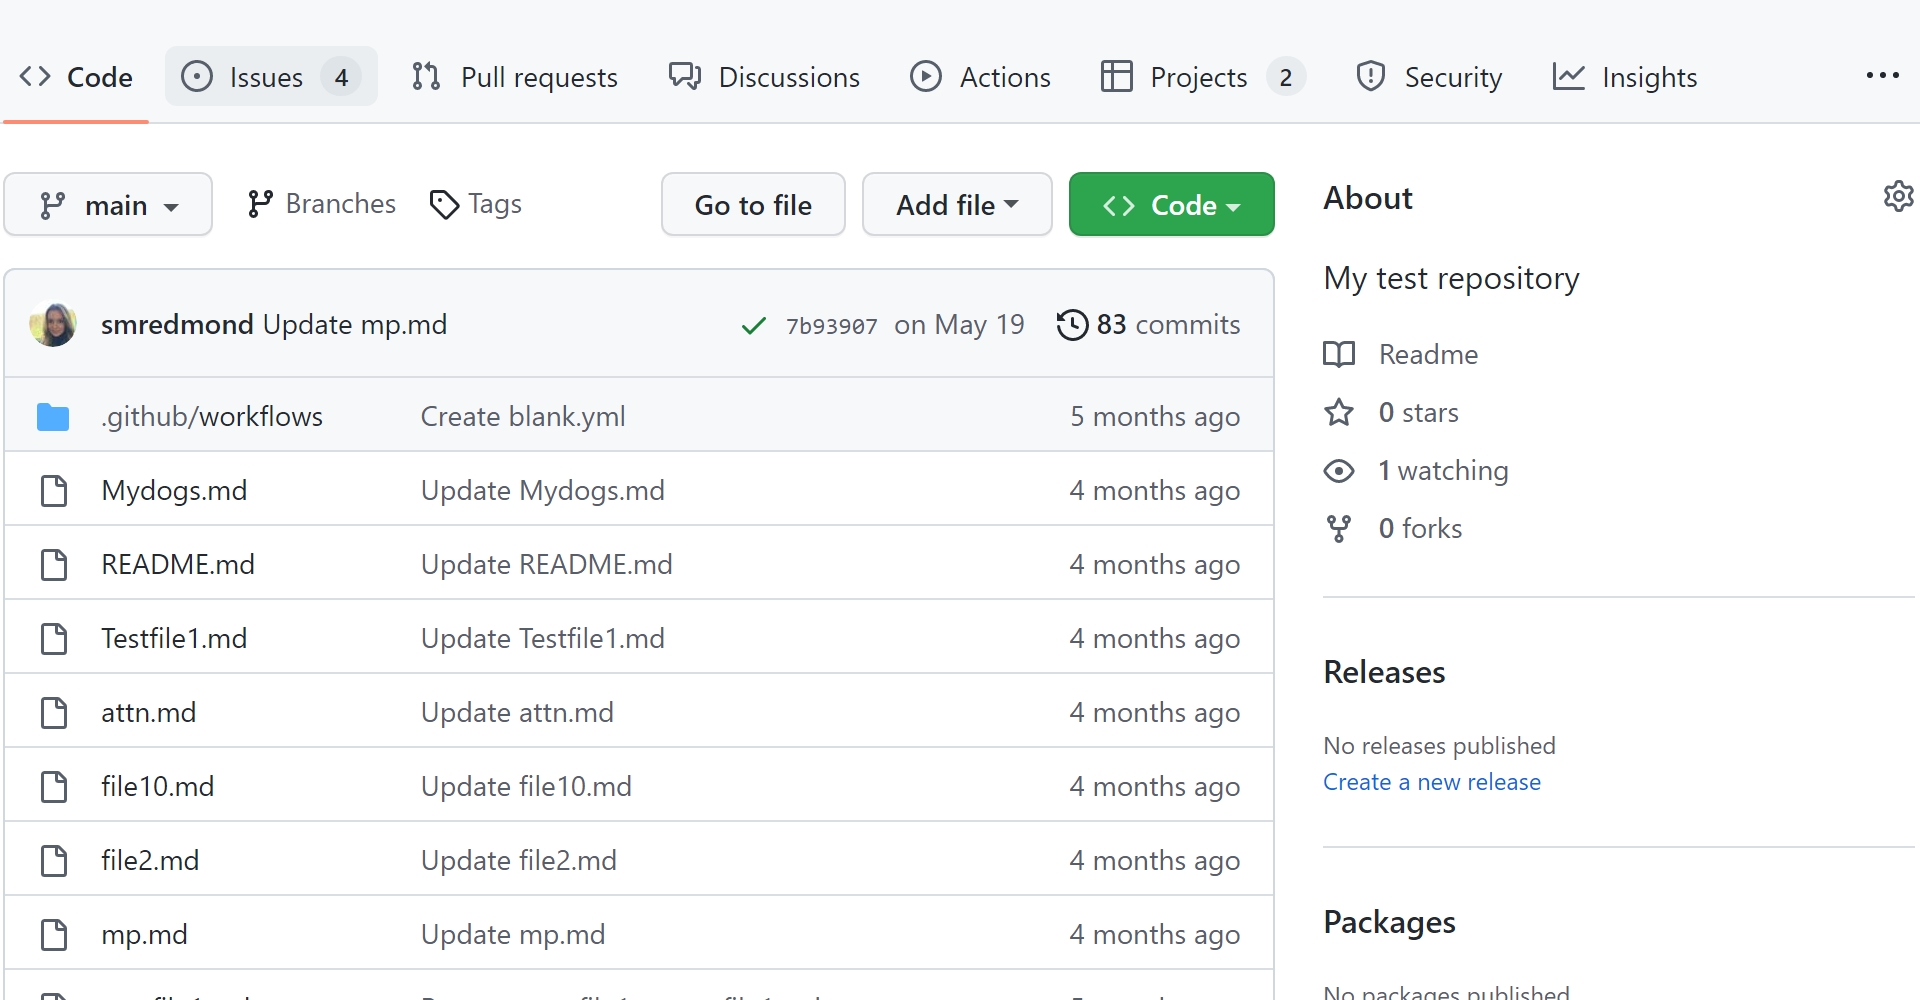 Code Issues 4 Pull requests Discussions Actions Projects 2 Security Insights ...
main Branches Tags Go to file Add file Code
smredmond Update mp.md 7b93907 on May 19 83 commits
.github/workflows Create blank.yml 5 months ago
Mydogs.md Update Mydogs.md 4 months ago
README.md Update README.md 4 months ago
Testfile1.md Update Testfile1.md 4 months ago
attn.md Update attn.md 4 months ago
file10.md Update file10.md 4 months ago
file2.md Update file2.md 4 months ago
mp.md Update mp.md 4 months ago
About
My test repository
Readme
0 stars
1 watching
0 forks
Releases
No releases published
Create a new release
Packages
No packages published